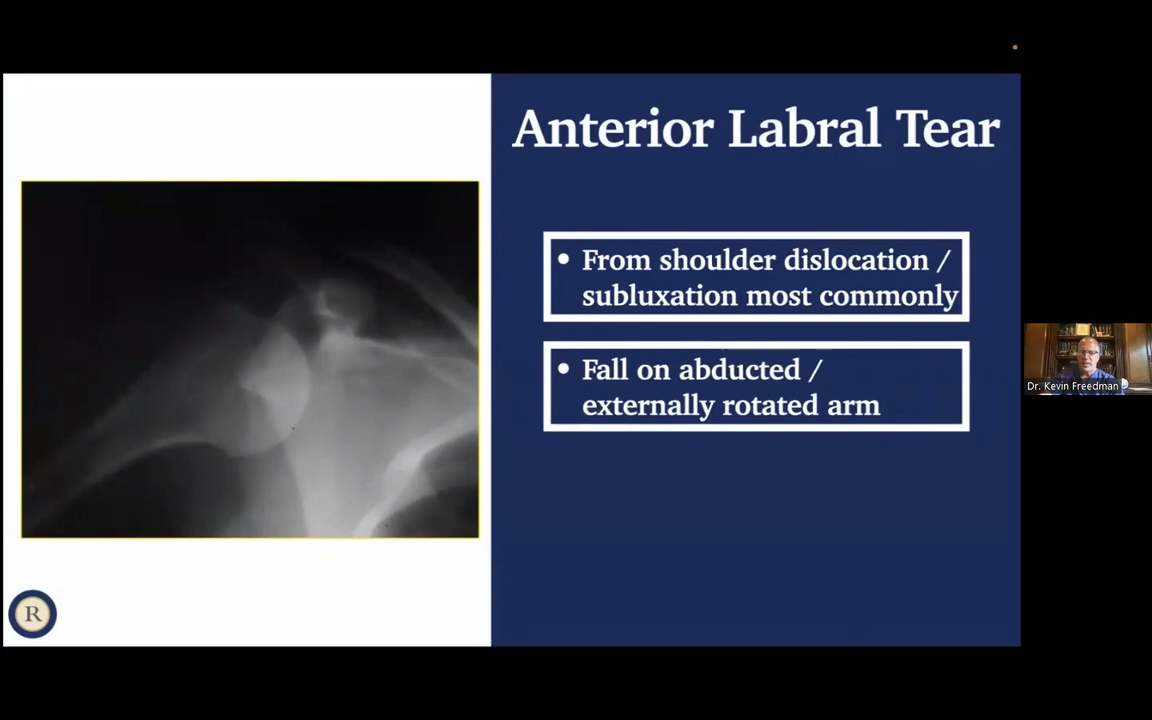 Anterior Labral Tear
• From shoulder dislocation /
subluxation most commonly
• Fall on abducted /
externally rotated arm
Dr. Kevin Freedman
R